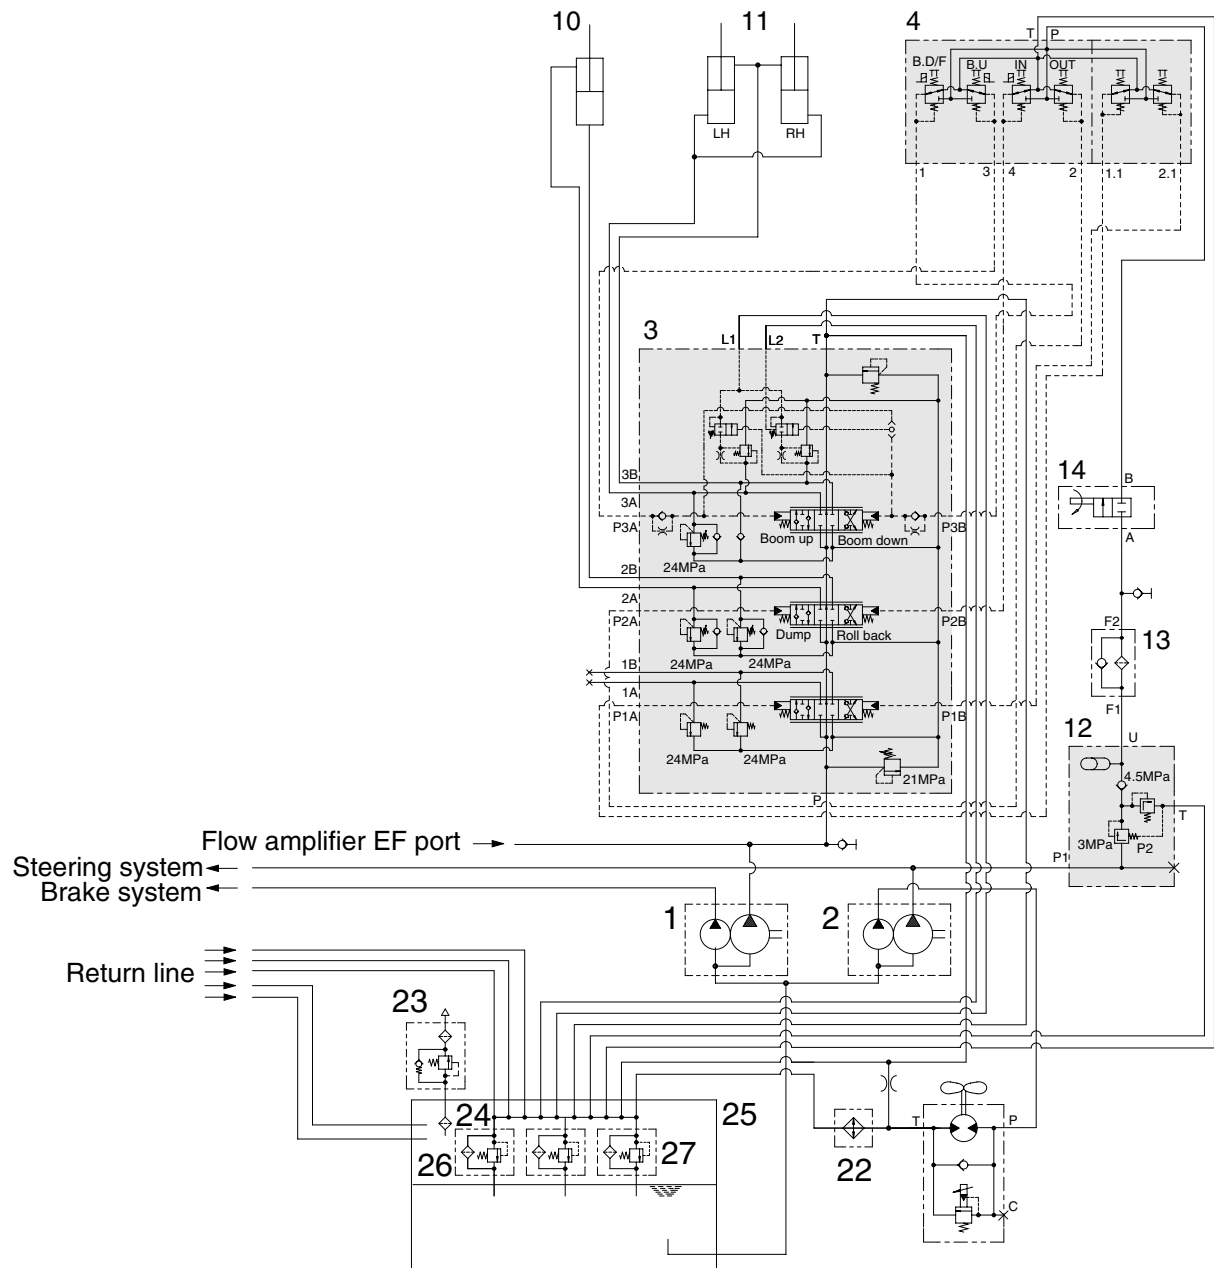 10
11
4
T
P
B.D/F
B.U
IN
OUT
LH
RH
1
3
4
2
1.1
2.1
3
L1
L2
T
14
B
3B
3A
P3A
Boom up
Boom down
P3B
A
24MPa
2B
2A
P2A
Dump
Roll back
P2B
F2
13
24MPa
24MPa
1B
1A
P1A
P1B
F1
12
U
24MPa
24MPa
21MPa
4.5MPa
P
T
3MPa
P2
Flow amplifier EF port
P1
Steering system
Brake system
1
2
Return line
23
24
25
26
27
22
T
P
C